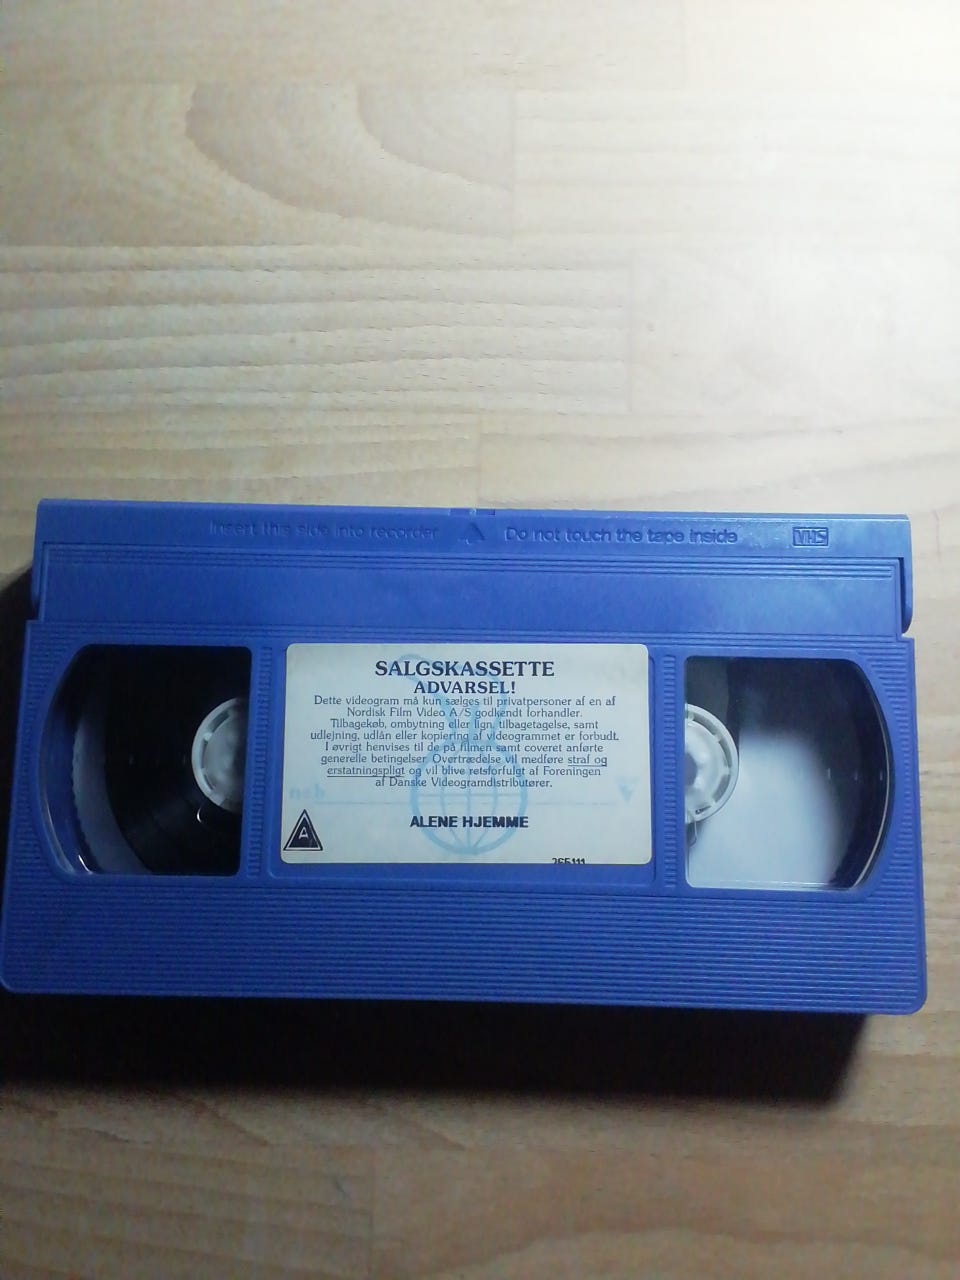 Insert this side into recorder Do not touch the tape inside VHS
SALGSKASSETTE
ADVARSEL!
Dette videogram må kun sælges til privatpersoner af en af
Nordisk Film Video A/S godkendt forhandler.
Tilbagekøb, ombytning eller lign. tilbagetagelse, samt
udlejning, udlån eller kopiering af videogrammet er forbudt.
I øvrigt henvises til de på filmen samt coveret anførte
generelle betingelser. Overtrædelse vil medføre straf og
erstatningspligt og vil blive retsforfulgt af Foreningen
af Danske Videogramdistributører.
A
ALENE HJEMME
265111